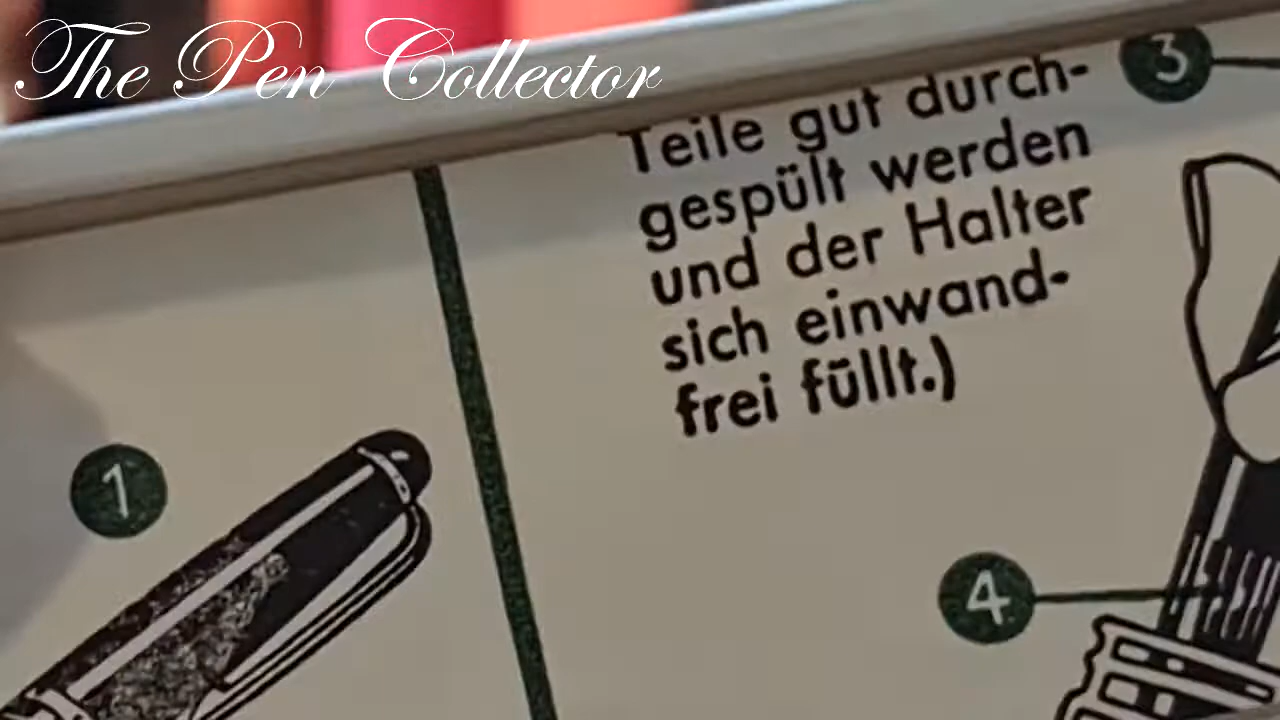 The Pen Collector
3
Teile gut durch-
gespült werden
und der Halter
sich einwand-
frei füllt.)
1
4